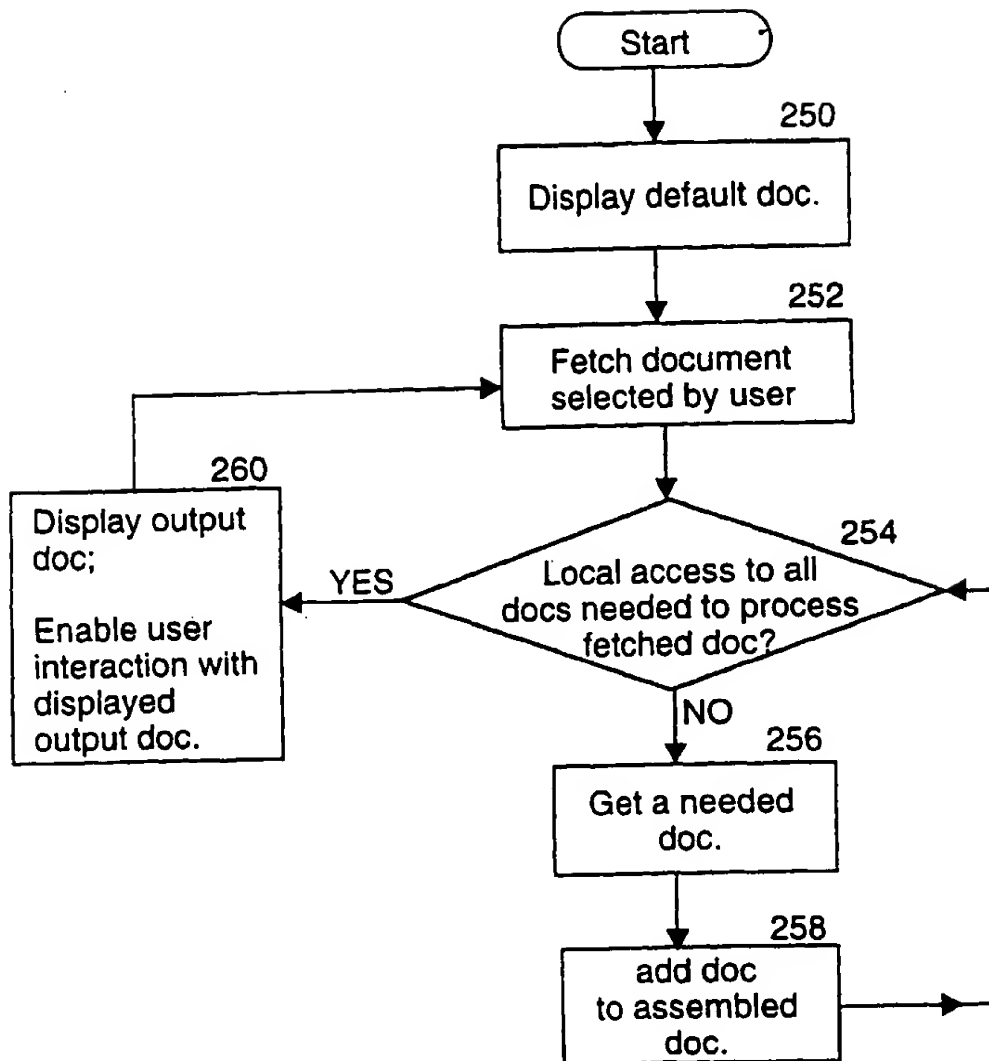 Start
250
Display default doc.
252
Fetch document
selected by user
260
Display output
doc;
Enable user
interaction with
displayed
output doc.
YES
254
Local access to all
docs needed to process
fetched doc?
NO
256
Get a needed
doc.
258
add doc
to assembled
doc.